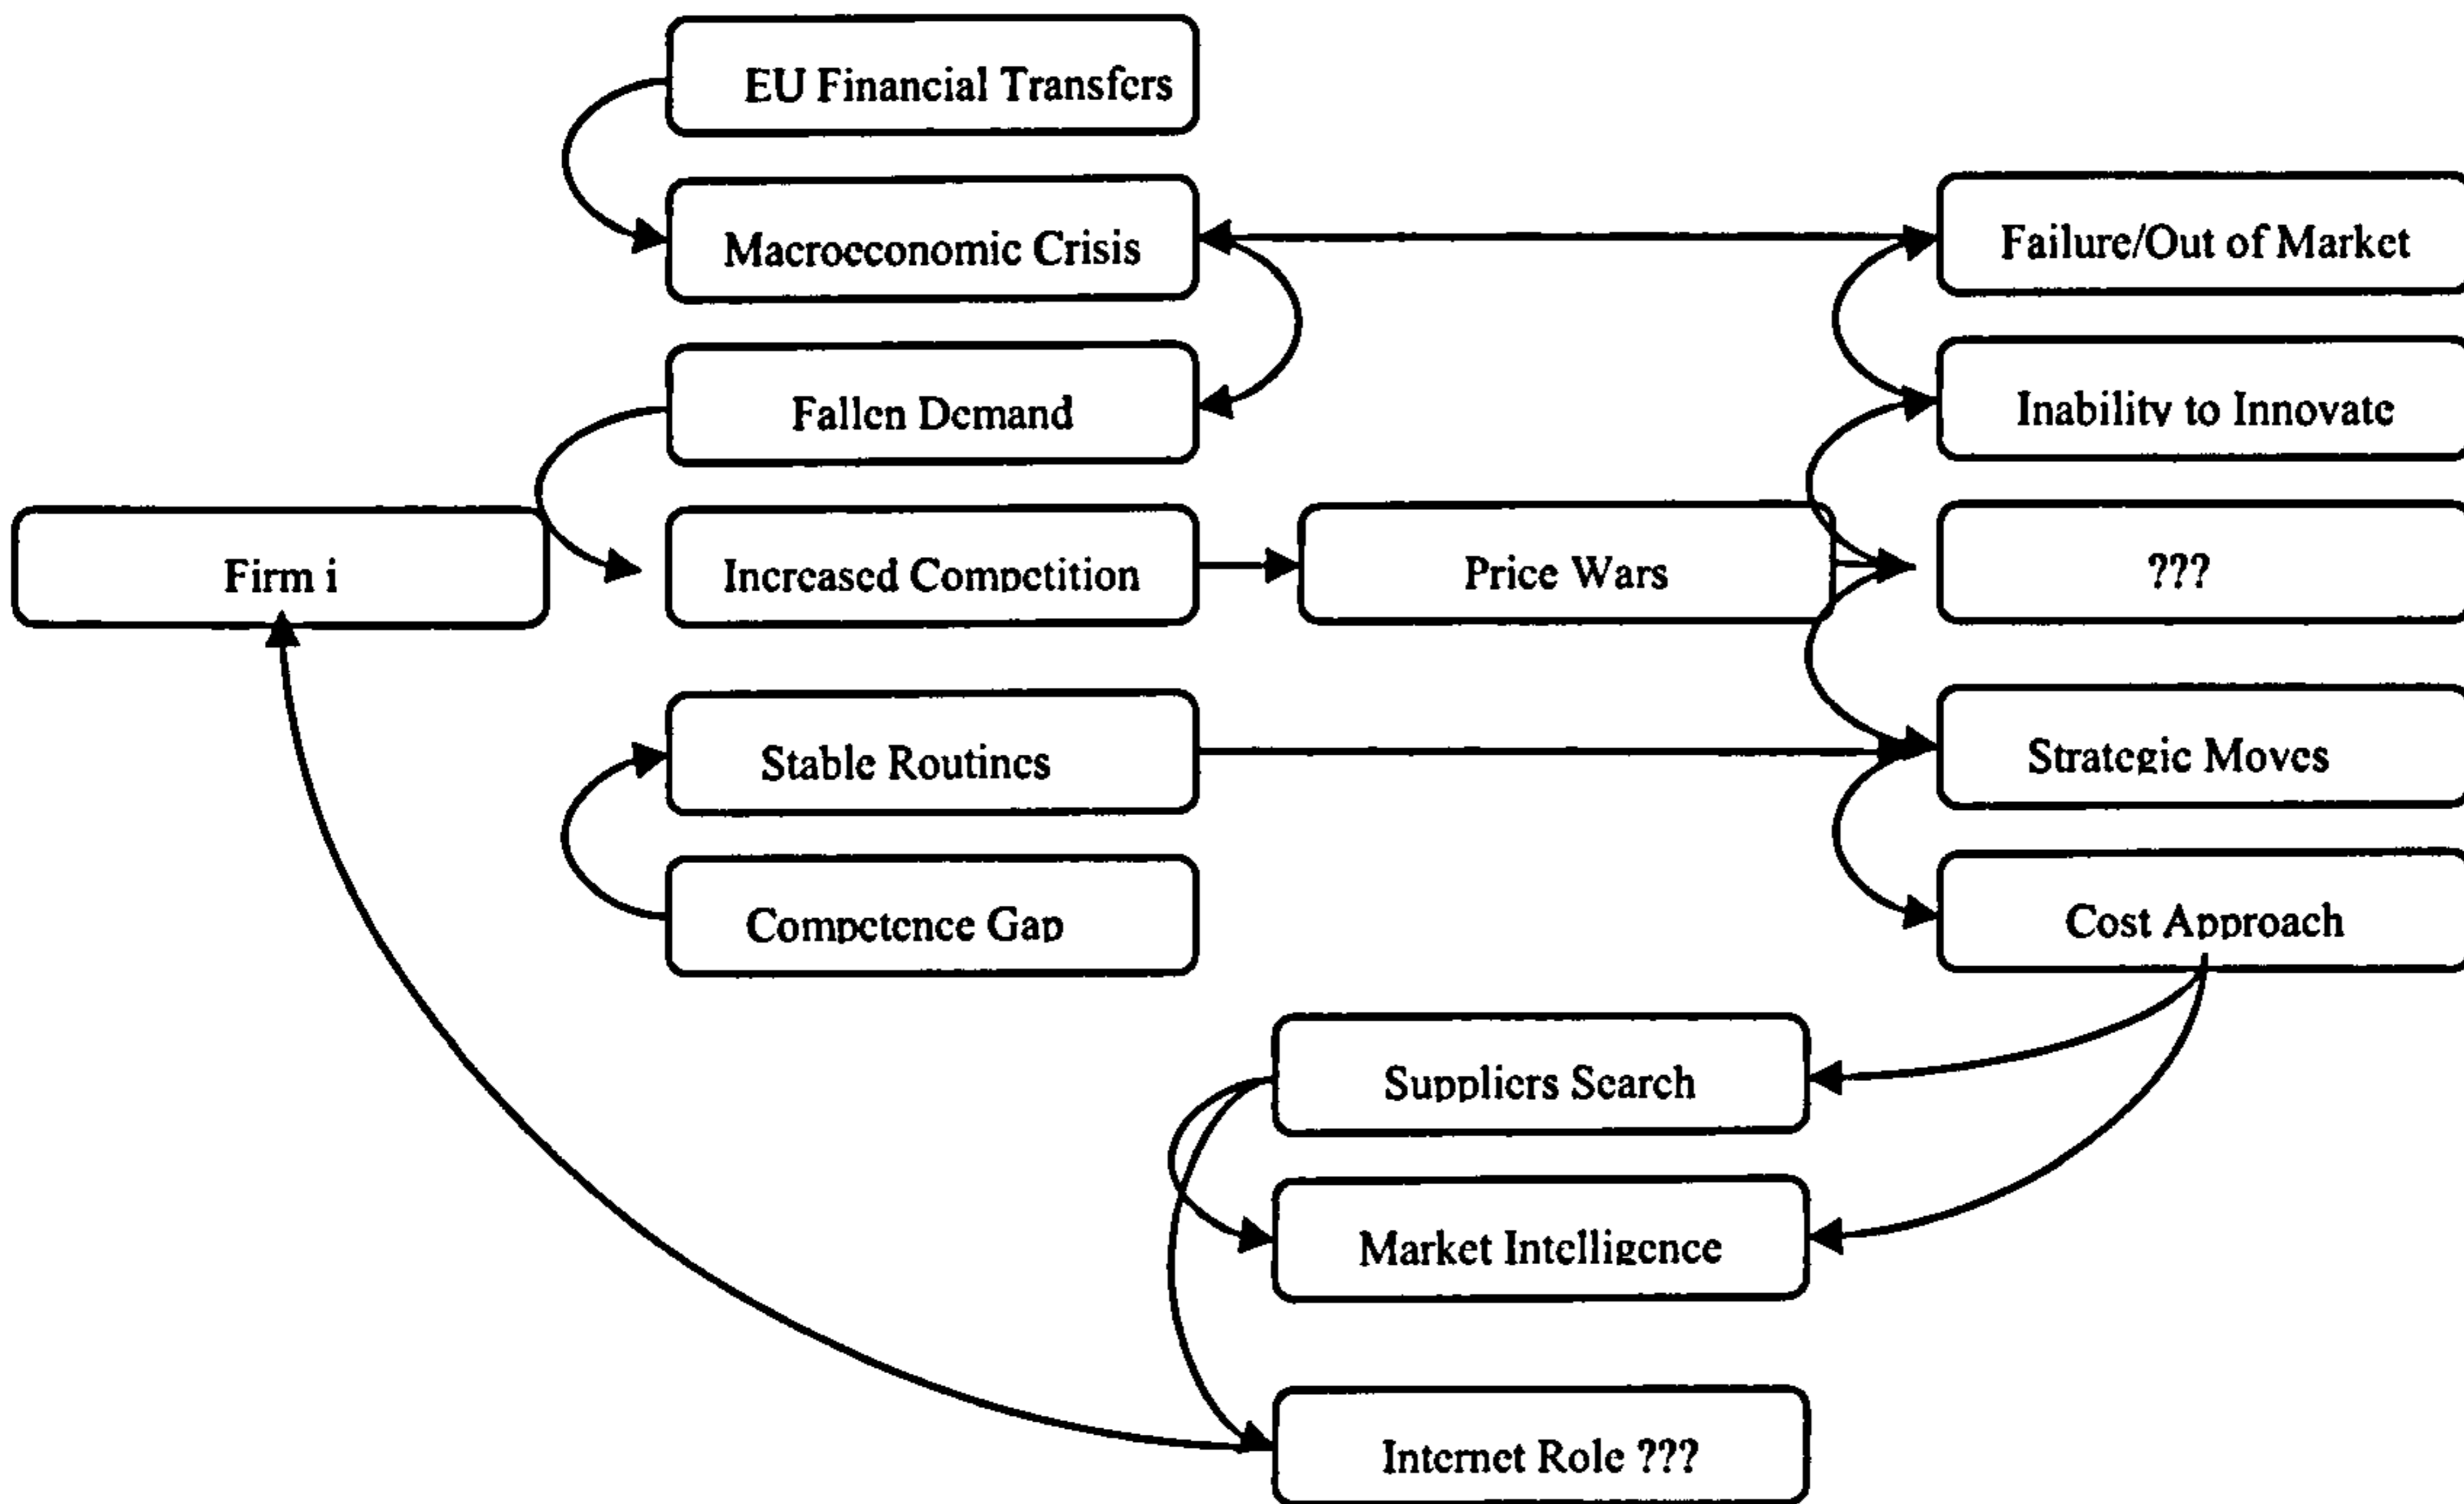 EU Financial Transfers
Macroeconomic Crisis
Failure/Out of Market
Fallen Demand
Inability to Innovate
Firm i
Increased Competition
Price Wars
???
Stable Routines
Strategic Moves
Competence Gap
Cost Approach
Suppliers Search
Market Intelligence
Internet Role ???